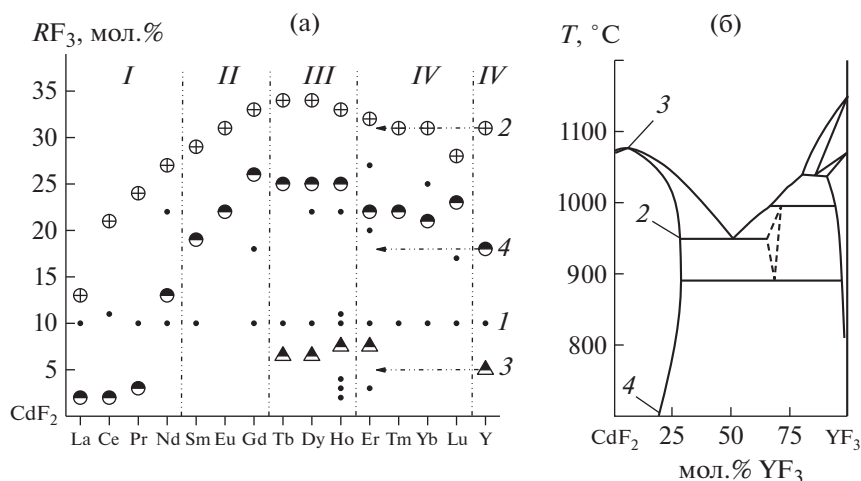 RF₃, мол.%
(а)
I
II
III
IV
IV
35
30
25
20
15
10
5
CdF₂
2
4
1
3
La Ce Pr Nd Sm Eu Gd Tb Dy Ho Er Tm Yb Lu Y
T, °C
(б)
1100
1000
900
800
3
2
4
CdF₂ 25 50 75 YF₃
мол.% YF₃